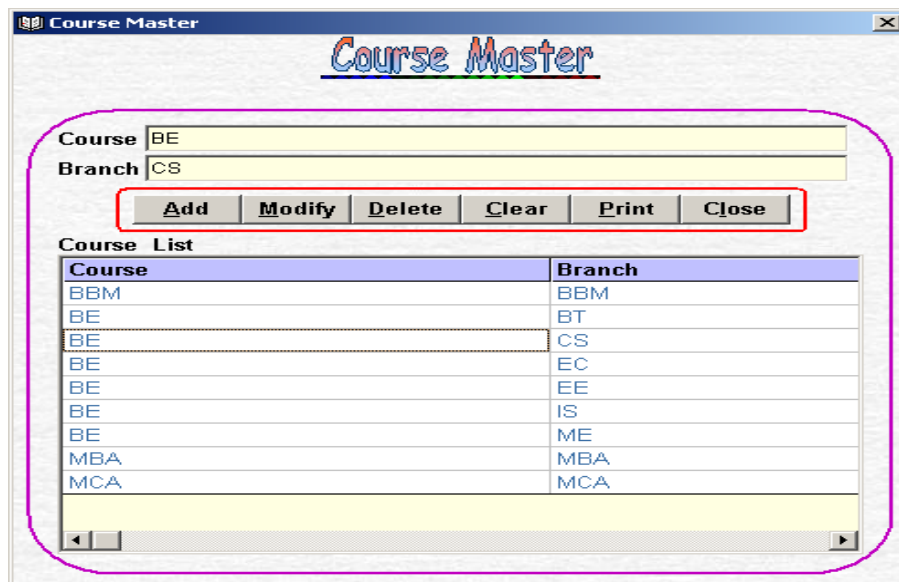 Course Master
Course Master
Course BE
Branch CS
Add Modify Delete Clear Print Close
Course List
Course Branch
BBM BBM
BE BT
BE CS
BE EC
BE EE
BE IS
BE ME
MBA MBA
MCA MCA